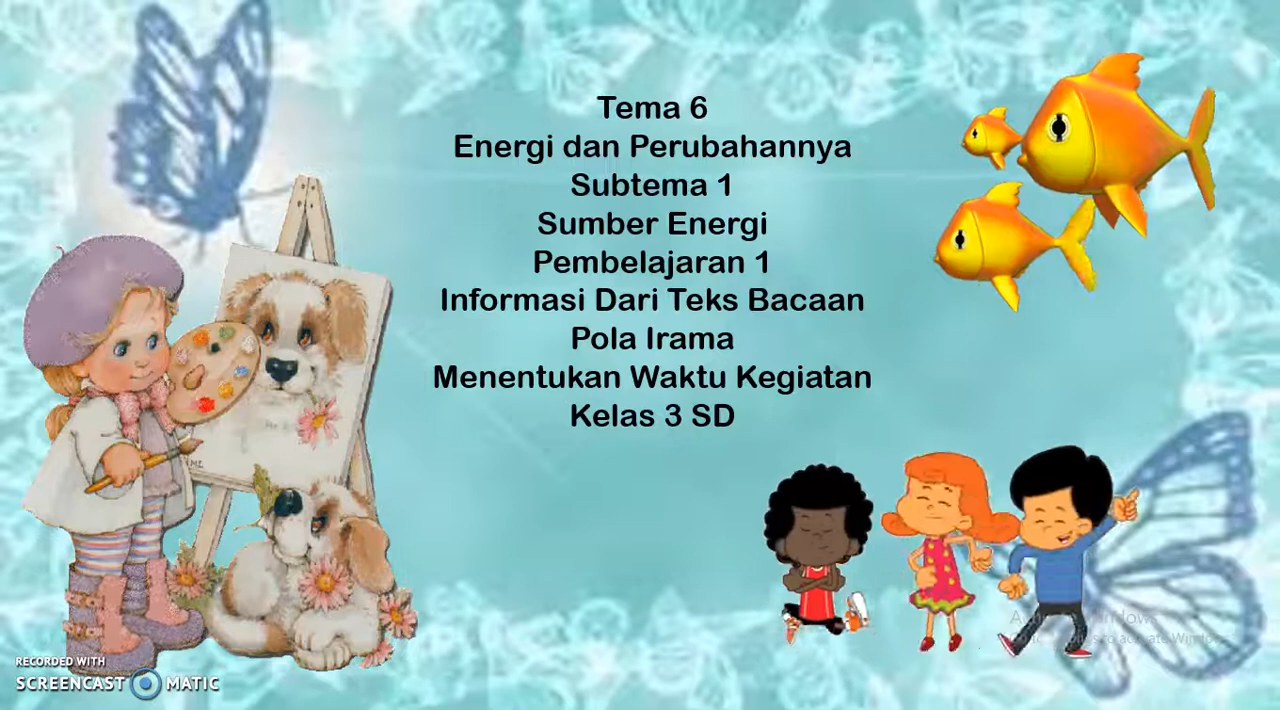 Tema 6
Energi dan Perubahannya
Subtema 1
Sumber Energi
Pembelajaran 1
Informasi Dari Teks Bacaan
Pola Irama
Menentukan Waktu Kegiatan
Kelas 3 SD
RECORDED WITH
SCREENCAST MATIC